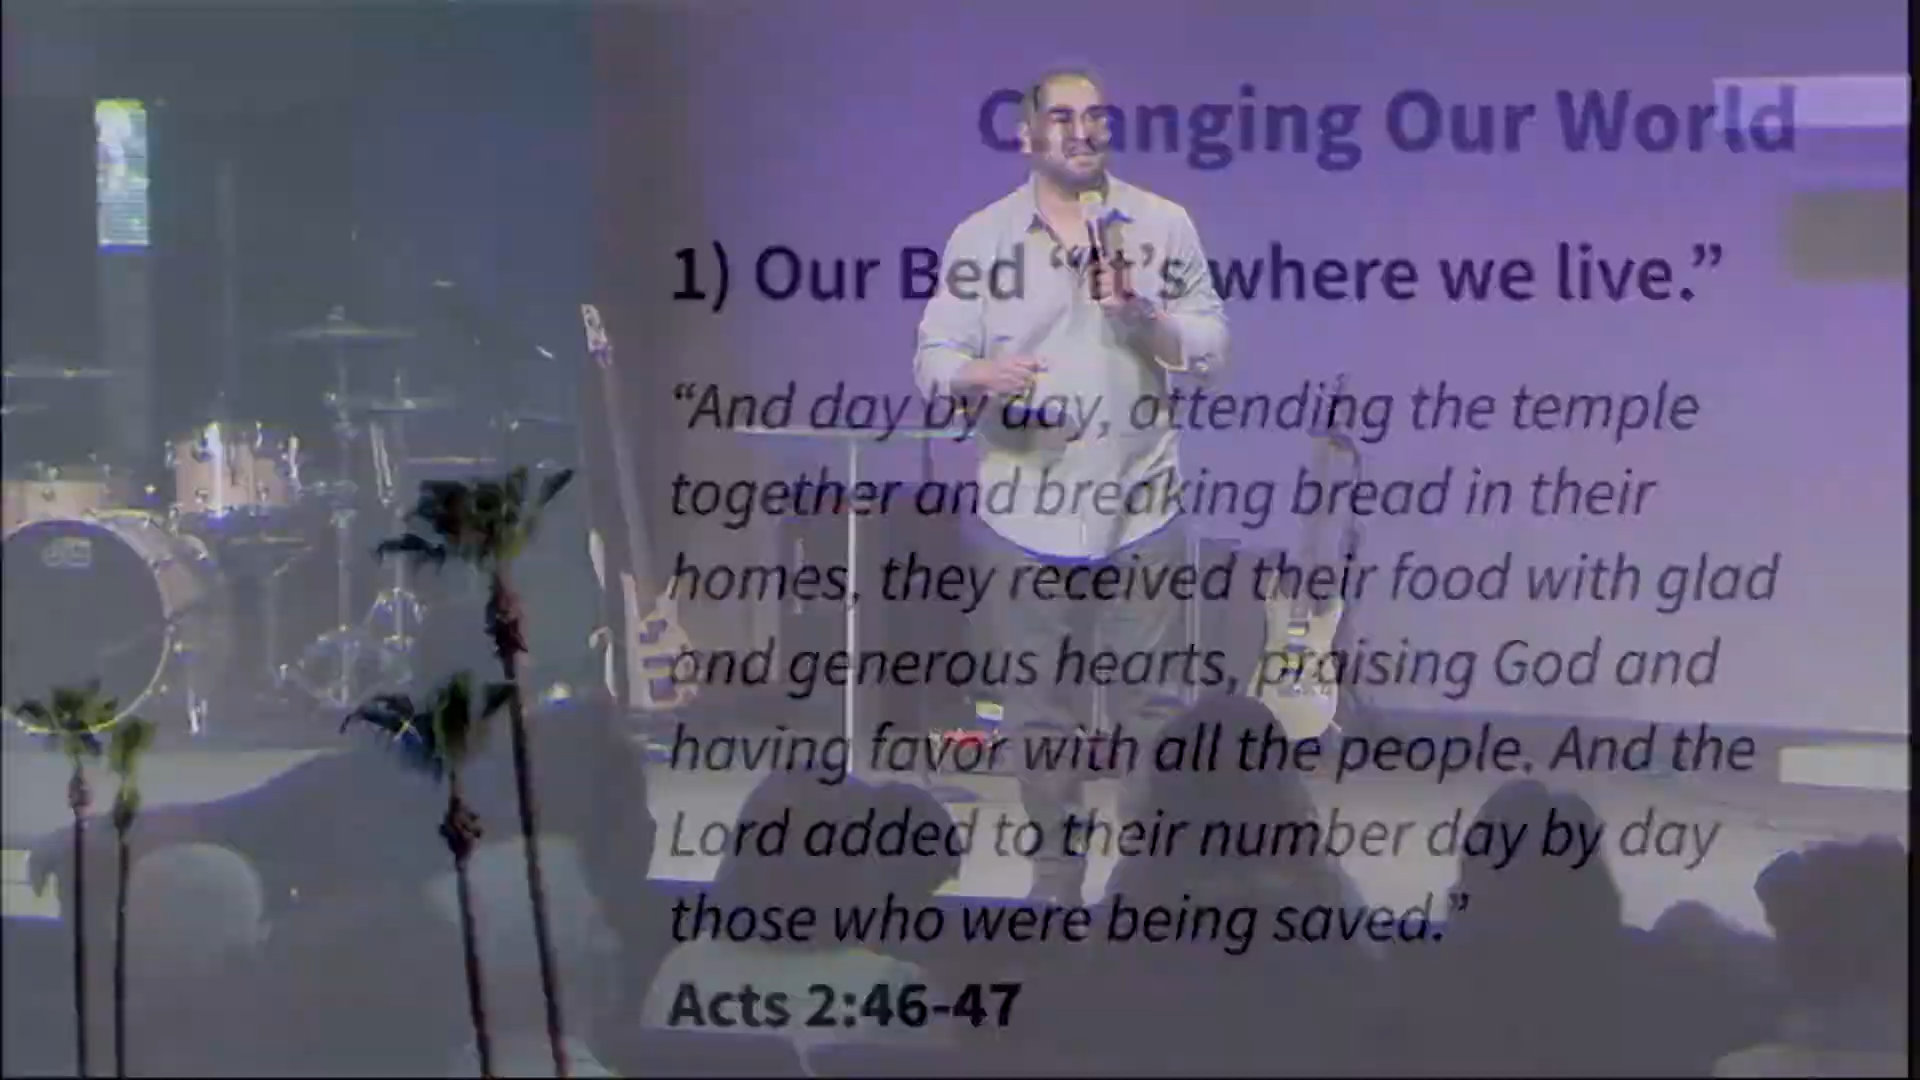 Changing Our World
1) Our Bed “It’s where we live.”
“And day by day, attending the temple
together and breaking bread in their
homes, they received their food with glad
and generous hearts, praising God and
having favor with all the people. And the
Lord added to their number day by day
those who were being saved.”
Acts 2:46-47